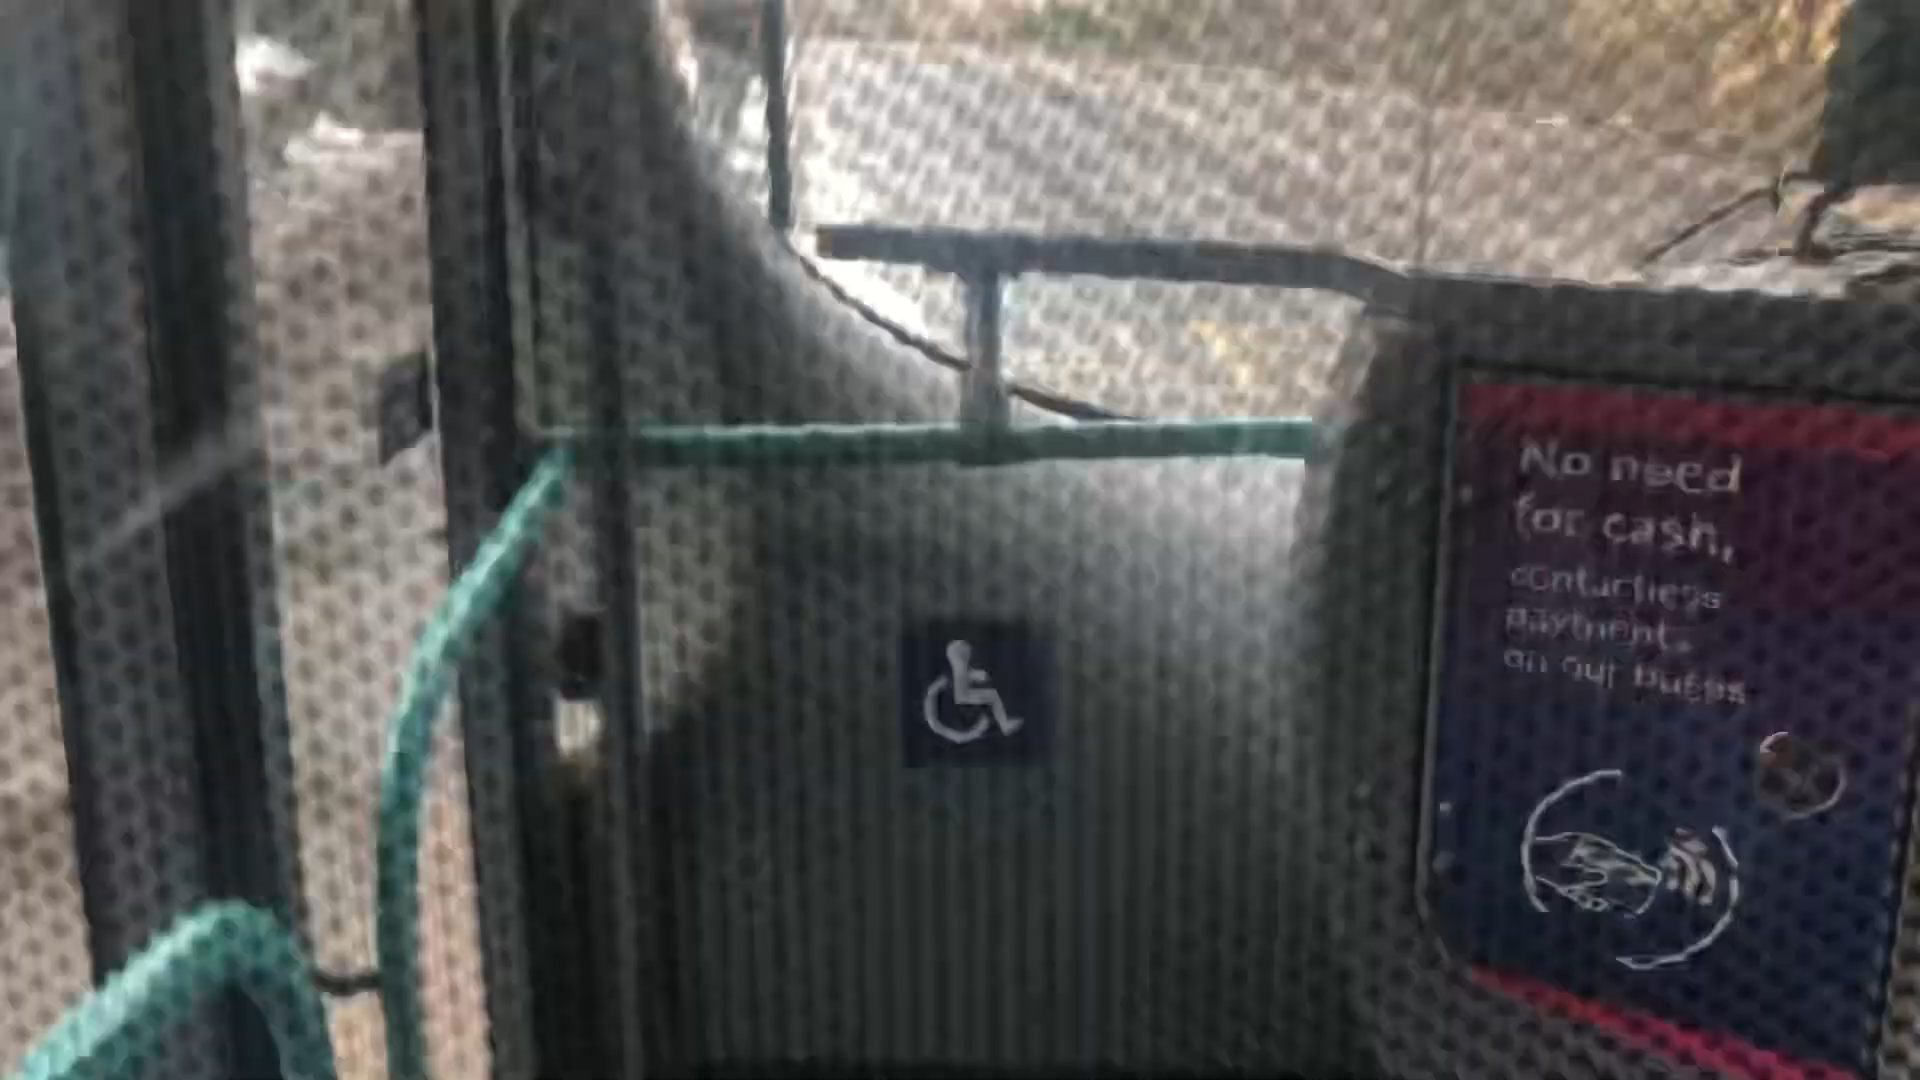 No need
for cash,
contactless
payment
on our buses